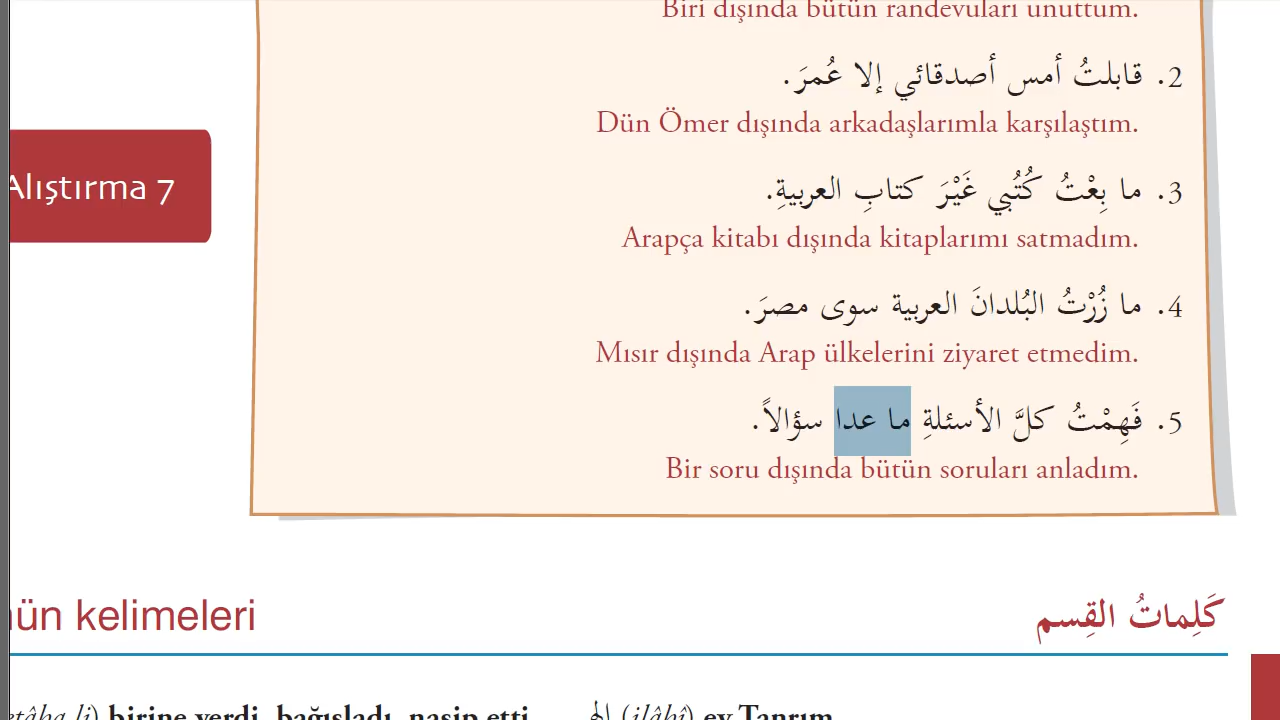 Biri dışında bütün randevuları unuttum.
2. قابلتُ أمس أصدقائي إلا عُمرَ.
Dün Ömer dışında arkadaşlarımla karşılaştım.
Alıştırma 7
3. ما بِعْتُ كُتُبي غَيْرَ كتابِ العربيةِ.
Arapça kitabı dışında kitaplarımı satmadım.
4. ما زُرْتُ البُلدانَ العربية سوى مصرَ.
Mısır dışında Arap ülkelerini ziyaret etmedim.
5. فَهِمْتُ كلَّ الأسئلةِ ما عدا سؤالاً.
Bir soru dışında bütün soruları anladım.
ün kelimeleri
كَلِماتُ القِسم
birine verdi, bağışladı, nasip etti
(ilâhî) ey Tanrım